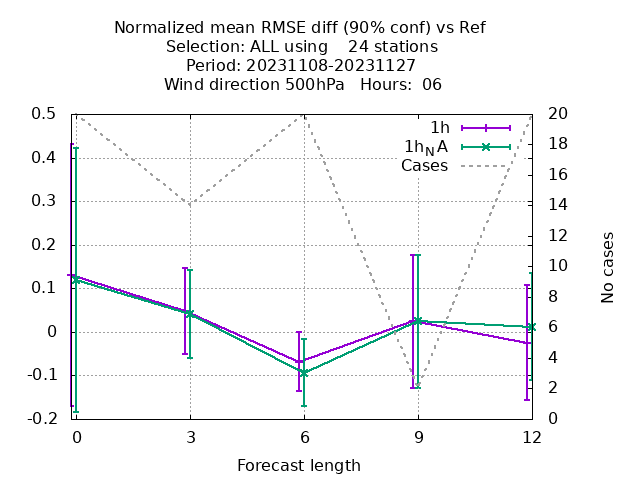 Normalized mean RMSE diff (90% conf) vs Ref
Selection: ALL using 24 stations
Period: 20231108-20231127
Wind direction 500hPa Hours: 06
1h
1h_NA
Cases
0.5
0.4
0.3
0.2
0.1
0
-0.1
-0.2
20
18
16
14
12
10
8
6
4
2
0
No cases
0 3 6 9 12
Forecast length